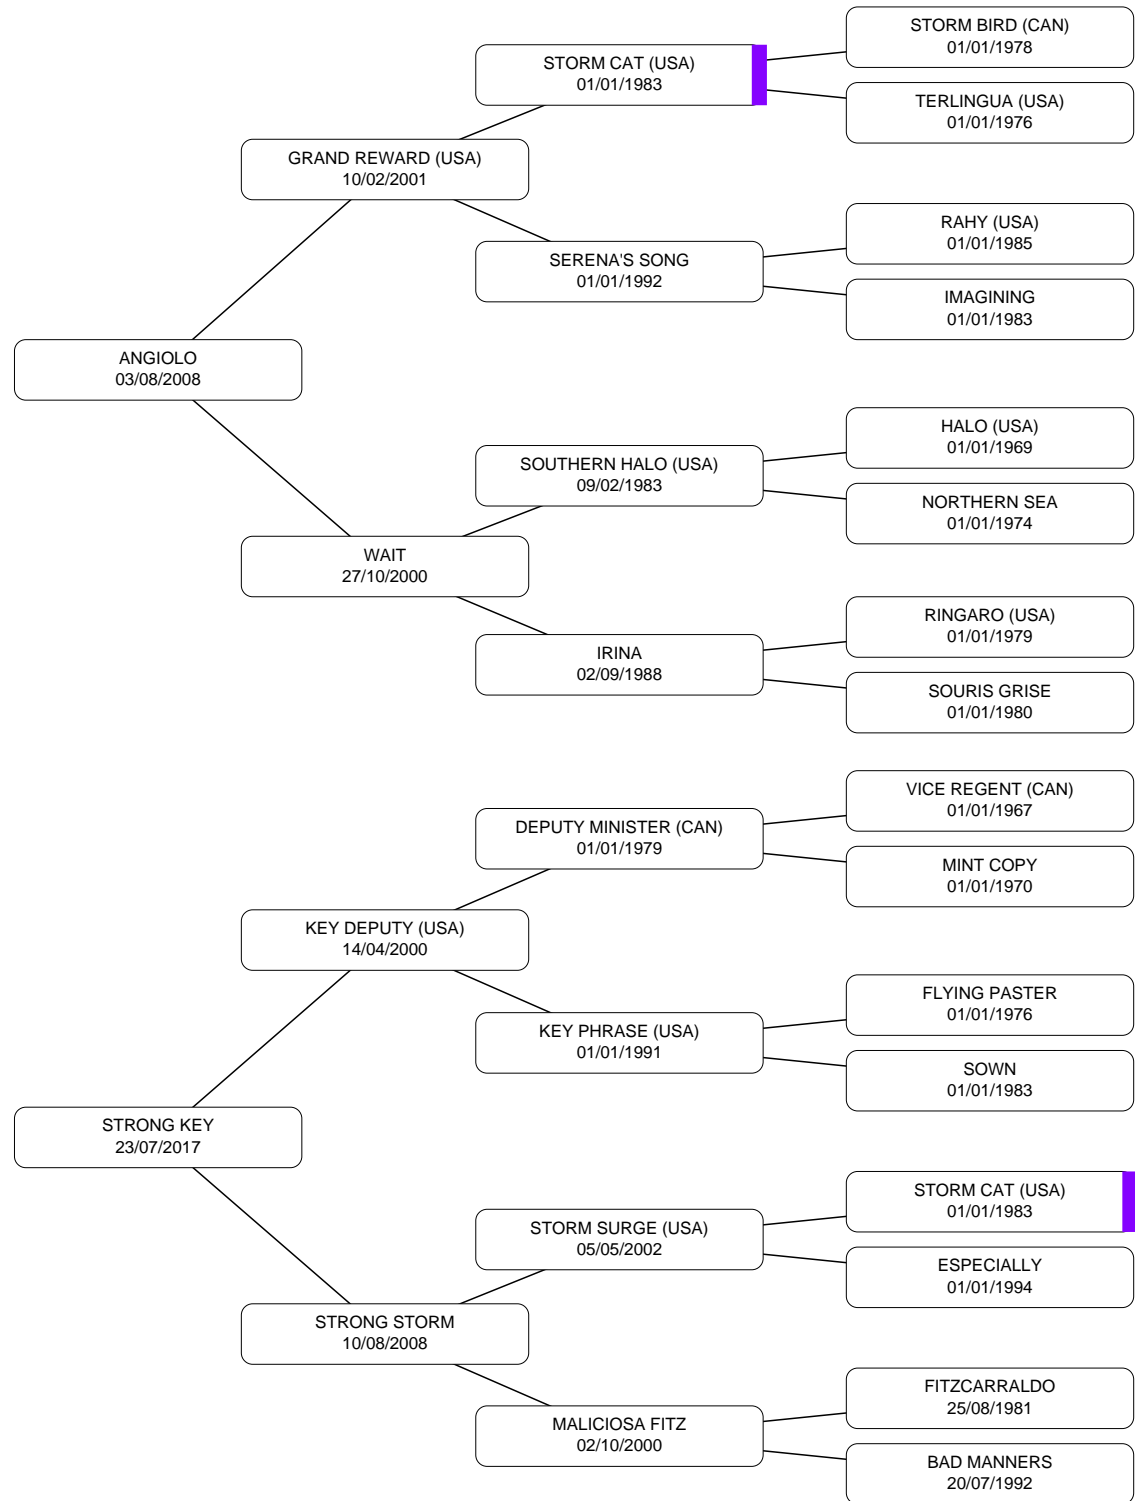 STORM BIRD (CAN)
01/01/1978
STORM CAT (USA)
01/01/1983
TERLINGUA (USA)
01/01/1976
GRAND REWARD (USA)
10/02/2001
RAHY (USA)
01/01/1985
SERENA'S SONG
01/01/1992
IMAGINING
01/01/1983
ANGIOLO
03/08/2008
HALO (USA)
01/01/1969
SOUTHERN HALO (USA)
09/02/1983
NORTHERN SEA
01/01/1974
WAIT
27/10/2000
RINGARO (USA)
01/01/1979
IRINA
02/09/1988
SOURIS GRISE
01/01/1980
VICE REGENT (CAN)
01/01/1967
DEPUTY MINISTER (CAN)
01/01/1979
MINT COPY
01/01/1970
KEY DEPUTY (USA)
14/04/2000
FLYING PASTER
01/01/1976
KEY PHRASE (USA)
01/01/1991
SOWN
01/01/1983
STRONG KEY
23/07/2017
STORM CAT (USA)
01/01/1983
STORM SURGE (USA)
05/05/2002
ESPECIALLY
01/01/1994
STRONG STORM
10/08/2008
FITZCARRALDO
25/08/1981
MALICIOSA FITZ
02/10/2000
BAD MANNERS
20/07/1992